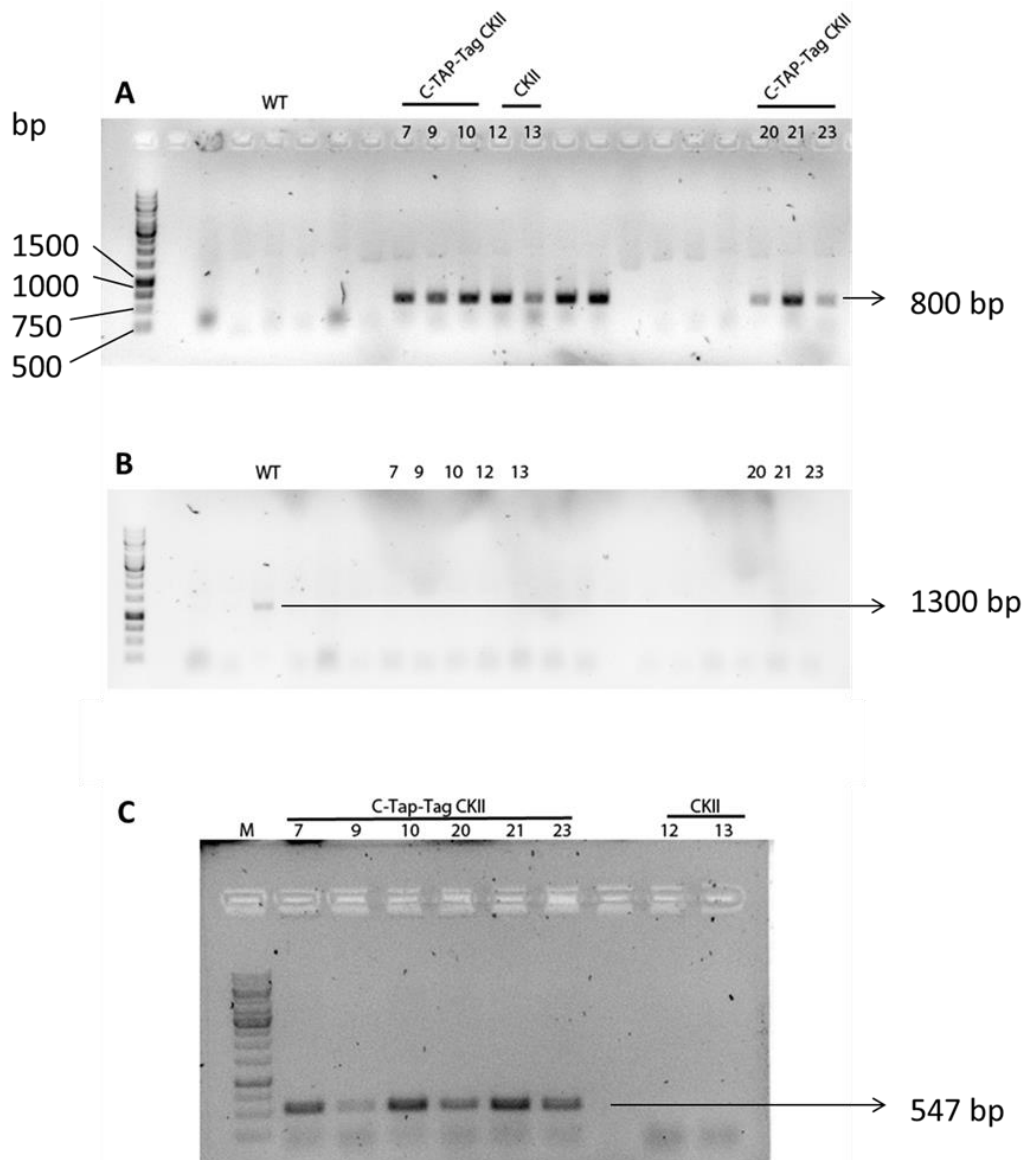 C-TAP-Tag CKII
CKII
C-TAP-Tag CKII
A
WT
bp
7 9 10 12 13 20 21 23
1500
1000
750
500
800 bp
B
WT 7 9 10 12 13 20 21 23
1300 bp
C
C-Tap-Tag CKII
CKII
M 7 9 10 20 21 23 12 13
547 bp